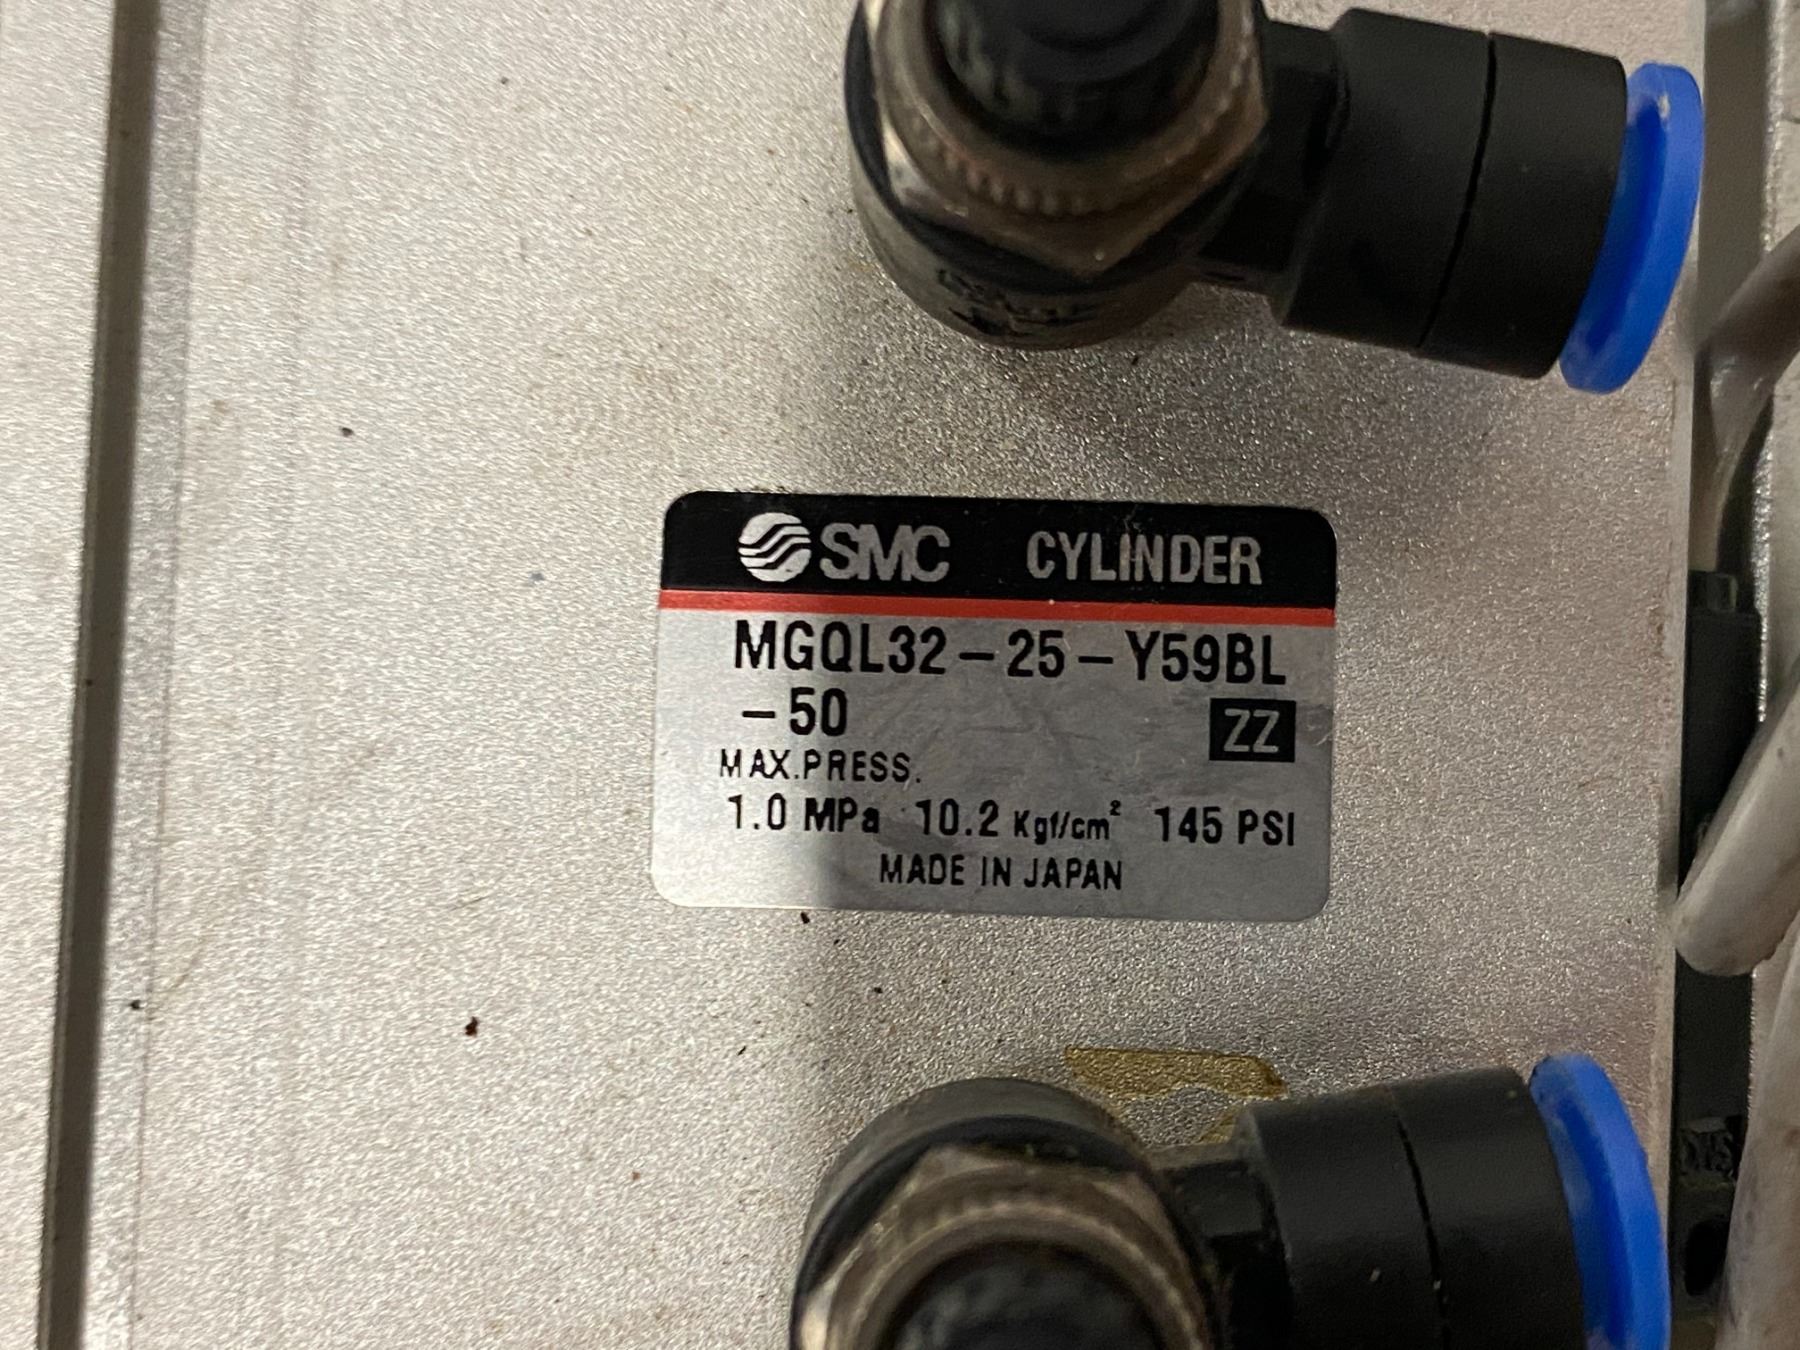 SMC CYLINDER
MGQL32-25-Y59BL
-50 ZZ
MAX.PRESS.
1.0 MPa 10.2 Kgf/cm² 145 PSI
MADE IN JAPAN